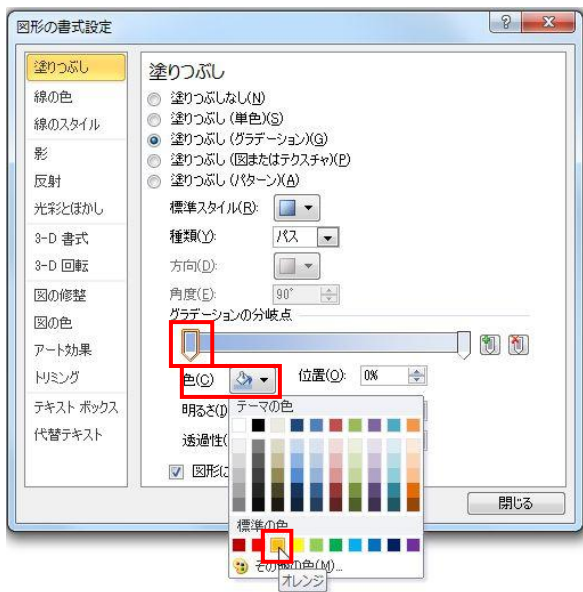 図形の書式設定
塗りつぶし
線の色
線のスタイル
影
反射
光彩とぼかし
3-D 書式
3-D 回転
図の修整
図の色
アート効果
トリミング
テキスト ボックス
代替テキスト
塗りつぶし
塗りつぶしなし(N)
塗りつぶし (単色)(S)
塗りつぶし (グラデーション)(G)
塗りつぶし (図またはテクスチャ)(P)
塗りつぶし (パターン)(A)
標準スタイル(R):
種類(Y): パス
方向(D):
角度(E): 90°
グラデーションの分岐点
色(C) 位置(O): 0%
明るさ(I)
透過性(
図形に
テーマの色
標準の色
その他の色(M)...
オレンジ
閉じる